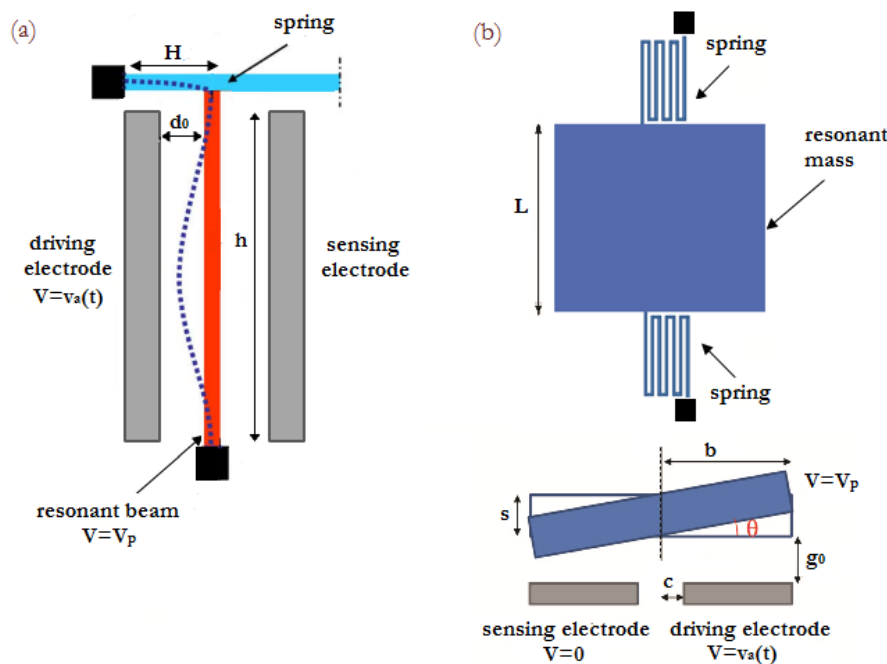 (a)
H
spring
d₀
h
driving
electrode
V=vₐ(t)
sensing
electrode
resonant beam
V=Vₚ
(b)
spring
resonant
mass
L
spring
b
V=Vₚ
s
θ
g₀
c
sensing electrode
V=0
driving electrode
V=vₐ(t)